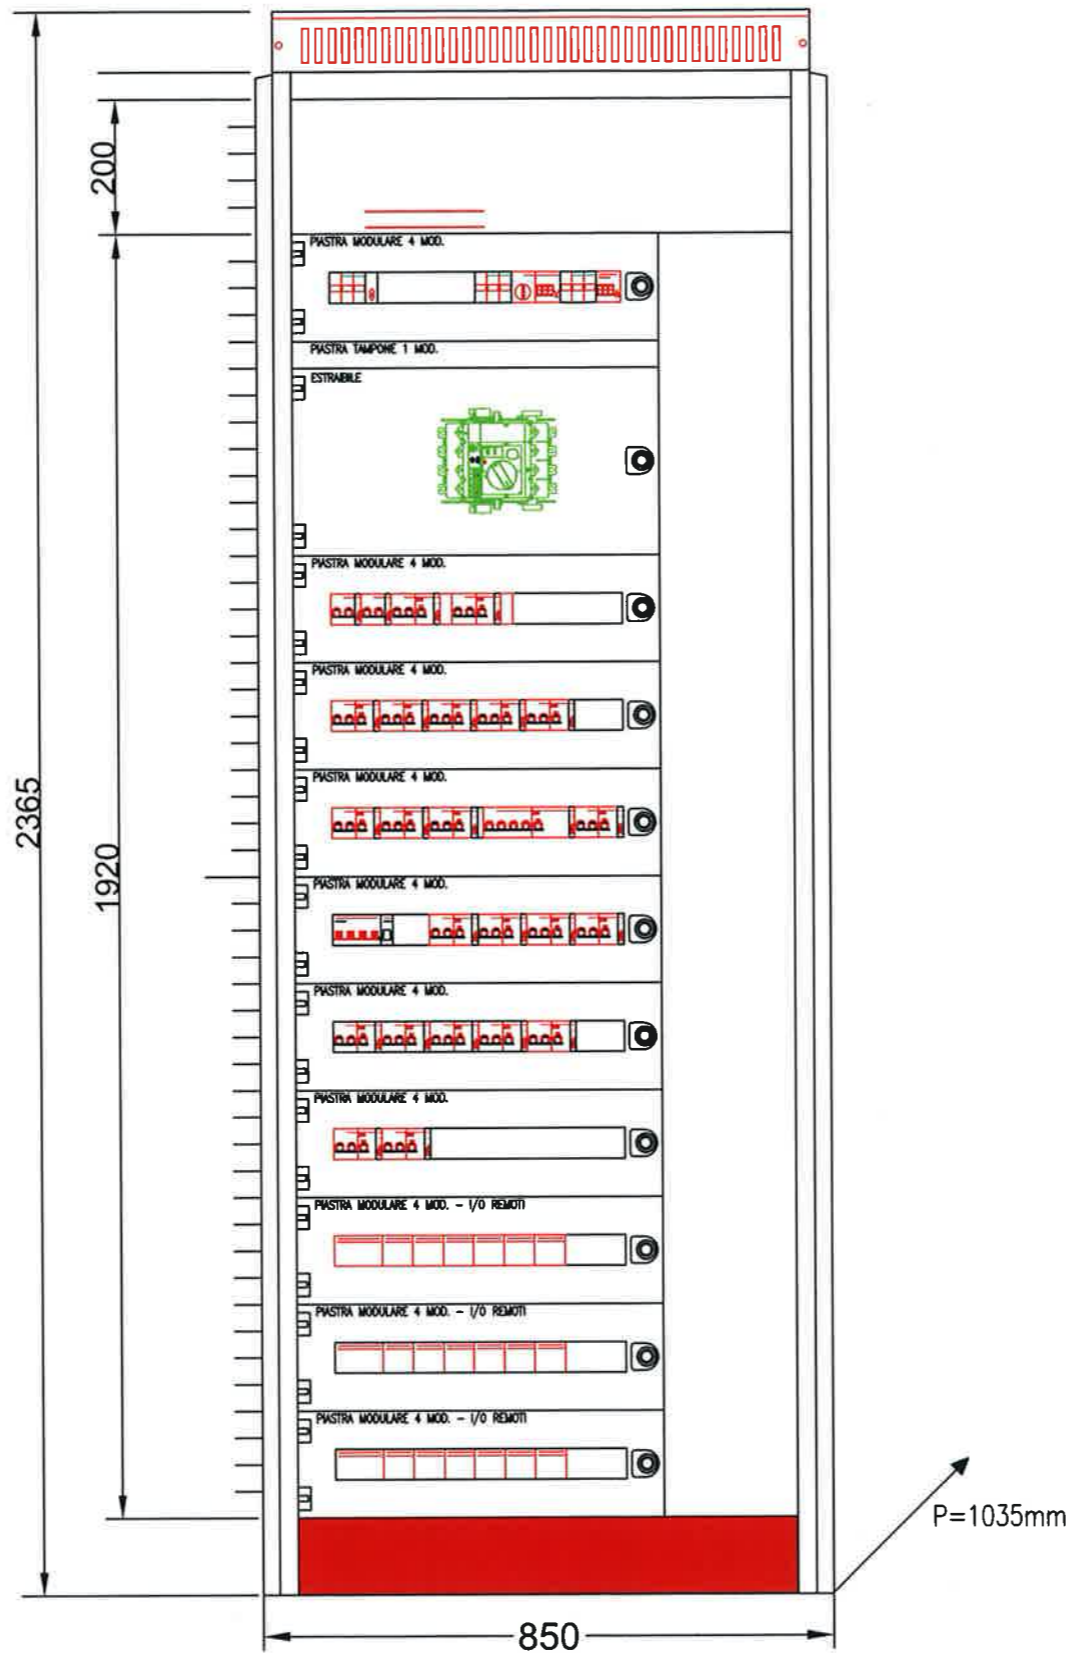 200
PIASTRA MODULARE 4 MOD.
PIASTRA TAMPONE 1 MOD.
ESTRAIBILE
PIASTRA MODULARE 4 MOD.
PIASTRA MODULARE 4 MOD.
PIASTRA MODULARE 4 MOD.
2365
1920
PIASTRA MODULARE 4 MOD.
PIASTRA MODULARE 4 MOD.
PIASTRA MODULARE 4 MOD.
PIASTRA MODULARE 4 MOD. - I/O REMOTI
PIASTRA MODULARE 4 MOD. - I/O REMOTI
PIASTRA MODULARE 4 MOD. - I/O REMOTI
P=1035mm
850